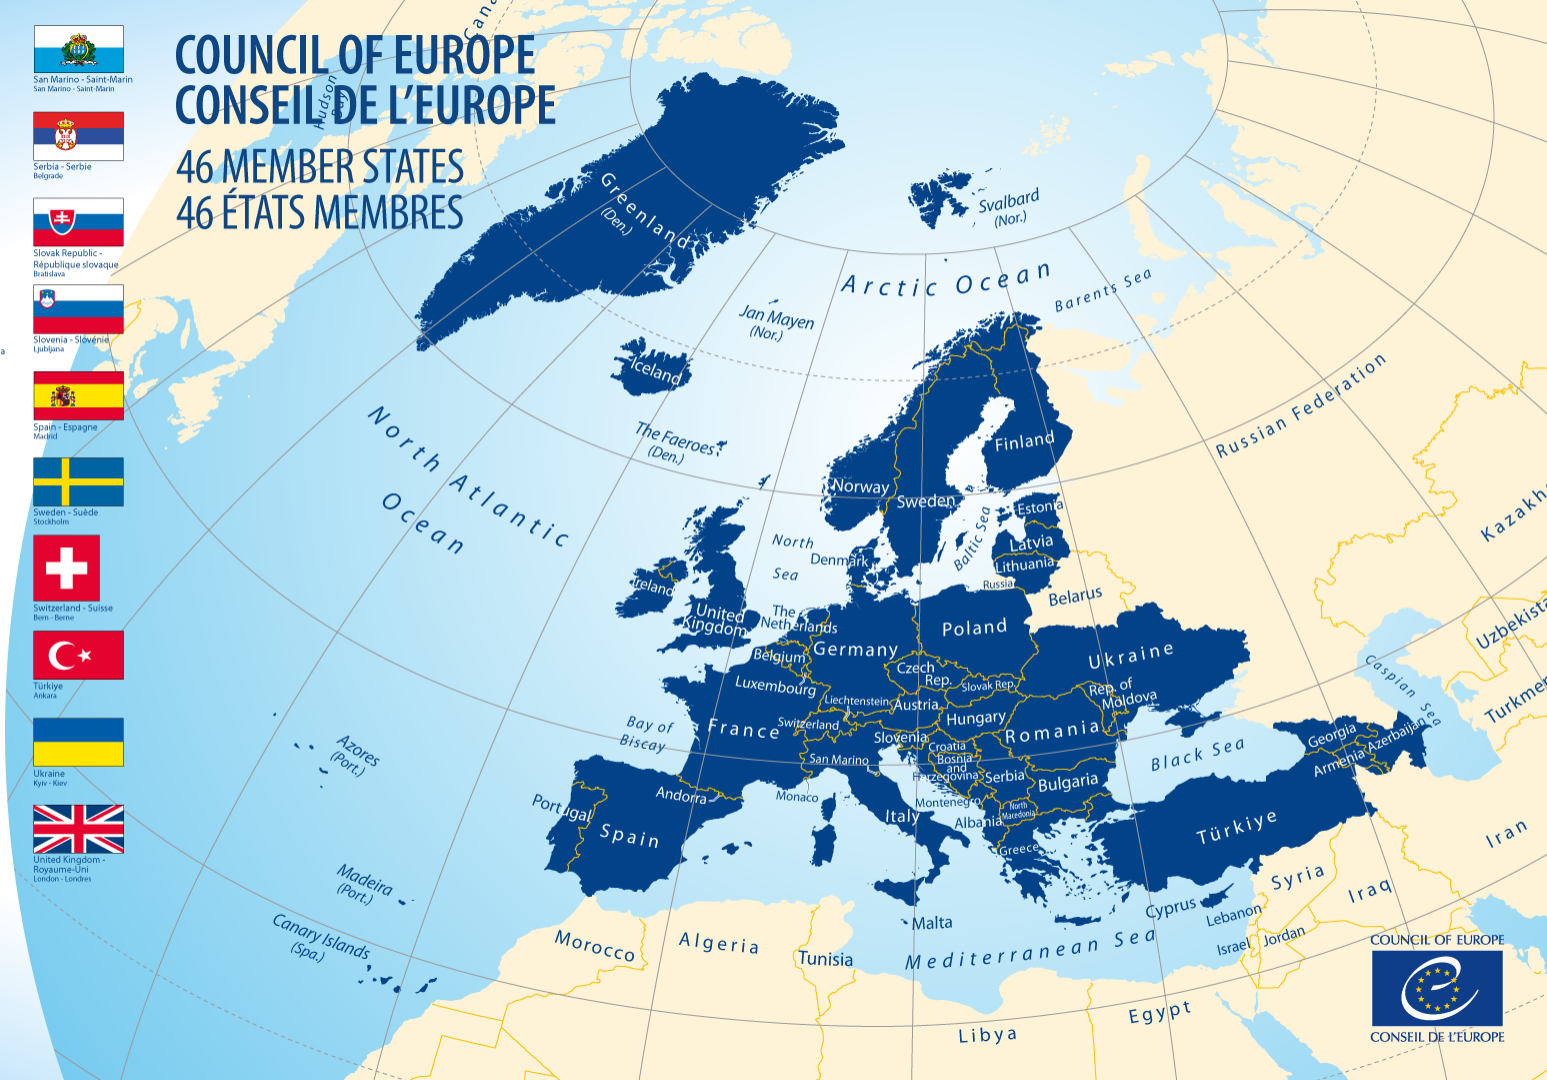 COUNCIL OF EUROPE
CONSEIL DE L'EUROPE
46 MEMBER STATES
46 ÉTATS MEMBRES
San Marino - Saint-Marin
San Marino - Saint-Marin
Serbia - Serbie
Belgrade
Slovak Republic -
République slovaque
Bratislava
Slovenia - Slovénie
Ljubljana
Spain - Espagne
Madrid
Sweden - Suède
Stockholm
Switzerland - Suisse
Bern - Berne
Türkiye
Ankara
Ukraine
Kyiv - Kiev
United Kingdom -
Royaume-Uni
London - Londres
a
Cana
Hudson
Bay
Greenland
(Den.)
Svalbard
(Nor.)
Arctic Ocean
Barents Sea
Jan Mayen
(Nor.)
Iceland
The Faeroes
(Den.)
North Atlantic
Ocean
Russian Federation
Kazakh
Uzbekista
Turkmen
Caspian Sea
Finland
Norway
Sweden
Estonia
Latvia
Lithuania
Russia
Baltic Sea
North
Sea
Denmark
Belarus
Ireland
United
Kingdom
The
Netherlands
Belgium
Germany
Poland
Ukraine
Luxembourg
Czech
Rep.
Slovak Rep.
Rep. of
Moldova
Liechtenstein
Austria
Hungary
Romania
France
Switzerland
Slovenia
Croatia
Bay of
Biscay
San Marino
Bosnia
and
Herzegovina
Serbia
Bulgaria
Black Sea
Georgia
Azerbaijan
Armenia
Andorra
Monaco
Montenegro
North
Macedonia
Albania
Italy
Portugal
Spain
Greece
Türkiye
Azores
(Port.)
Madeira
(Port.)
Canary Islands
(Spa.)
Malta
Mediterranean Sea
Cyprus
Lebanon
Syria
Iraq
Iran
Israel
Jordan
Morocco
Algeria
Tunisia
Libya
Egypt
COUNCIL OF EUROPE
CONSEIL DE L'EUROPE